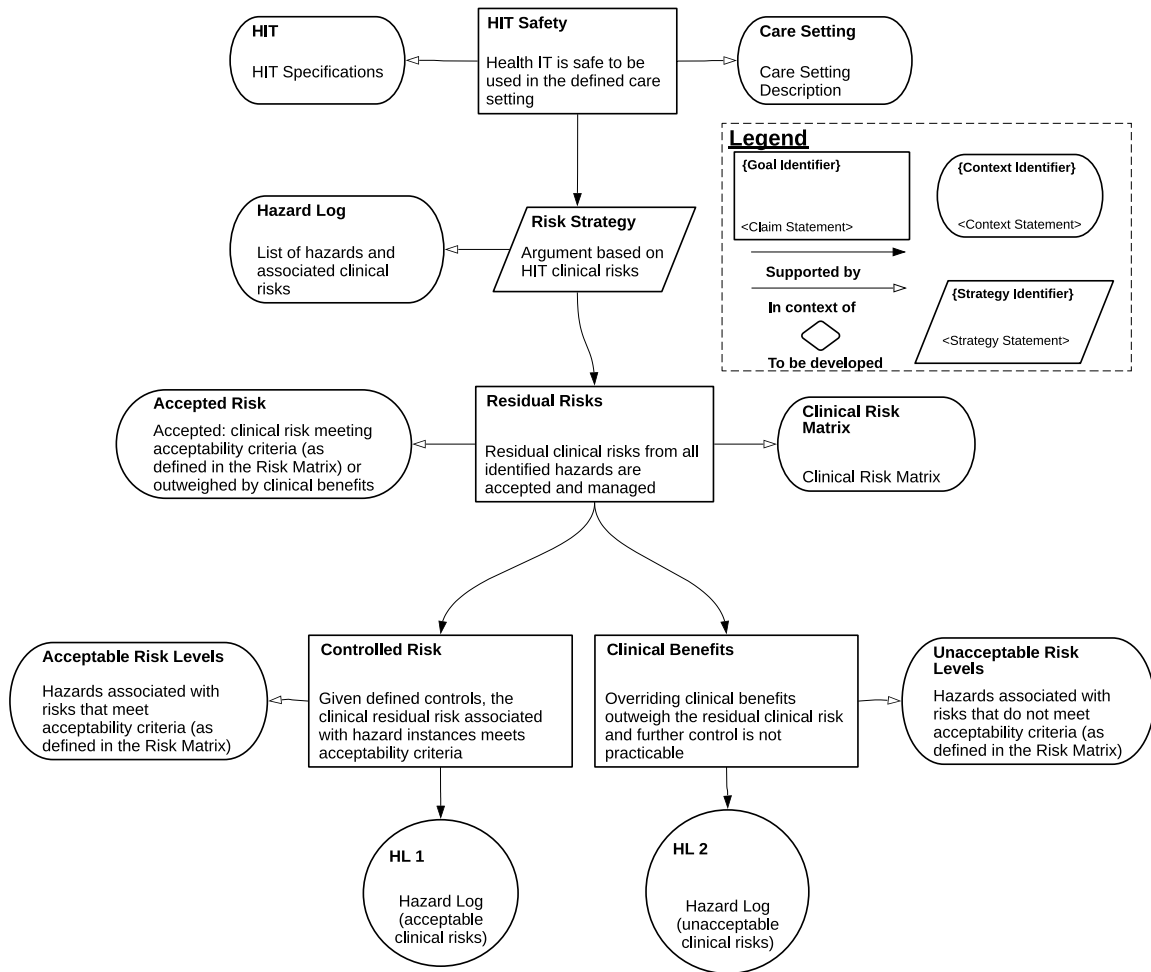 HIT
HIT Specifications
HIT Safety
Health IT is safe to be
used in the defined care
setting
Care Setting
Care Setting
Description
Legend
{Goal Identifier}
<Claim Statement>
{Context Identifier}
<Context Statement>
Supported by
In context of
To be developed
{Strategy Identifier}
<Strategy Statement>
Hazard Log
List of hazards and
associated clinical
risks
Risk Strategy
Argument based on
HIT clinical risks
Accepted Risk
Accepted: clinical risk meeting
acceptability criteria (as
defined in the Risk Matrix) or
outweighed by clinical benefits
Residual Risks
Residual clinical risks from all
identified hazards are
accepted and managed
Clinical Risk
Matrix
Clinical Risk Matrix
Acceptable Risk Levels
Hazards associated with
risks that meet
acceptability criteria (as
defined in the Risk Matrix)
Controlled Risk
Given defined controls, the
clinical residual risk associated
with hazard instances meets
acceptability criteria
Clinical Benefits
Overriding clinical benefits
outweigh the residual clinical risk
and further control is not
practicable
Unacceptable Risk
Levels
Hazards associated with
risks that do not meet
acceptability criteria (as
defined in the Risk Matrix)
HL 1
Hazard Log
(acceptable
clinical risks)
HL 2
Hazard Log
(unacceptable
clinical risks)